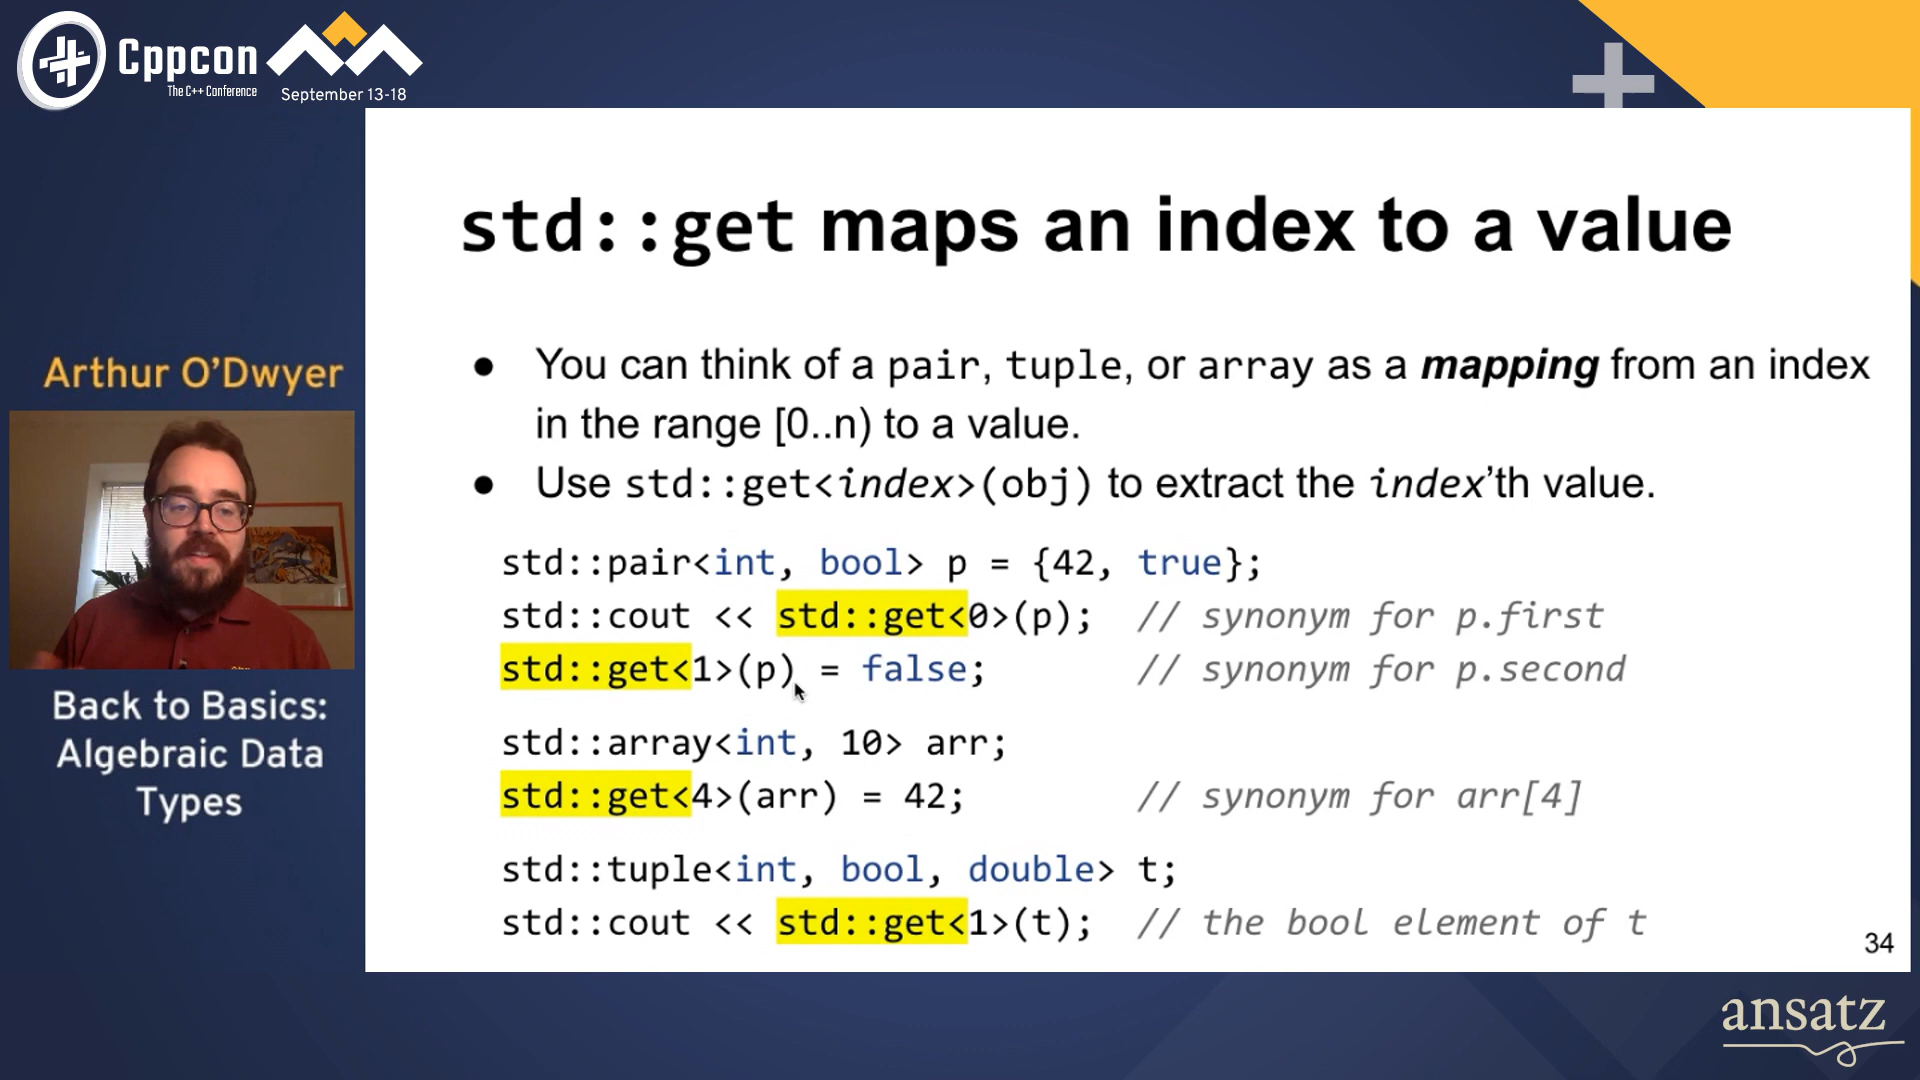 Cppcon
The C++ Conference
September 13-18
Arthur O'Dwyer
Back to Basics:
Algebraic Data
Types
std::get maps an index to a value
● You can think of a pair, tuple, or array as a mapping from an index
in the range [0..n) to a value.
● Use std::get<index>(obj) to extract the index'th value.
std::pair<int, bool> p = {42, true};
std::cout << std::get<0>(p); // synonym for p.first
std::get<1>(p) = false; // synonym for p.second
std::array<int, 10> arr;
std::get<4>(arr) = 42; // synonym for arr[4]
std::tuple<int, bool, double> t;
std::cout << std::get<1>(t); // the bool element of t
34
ansatz